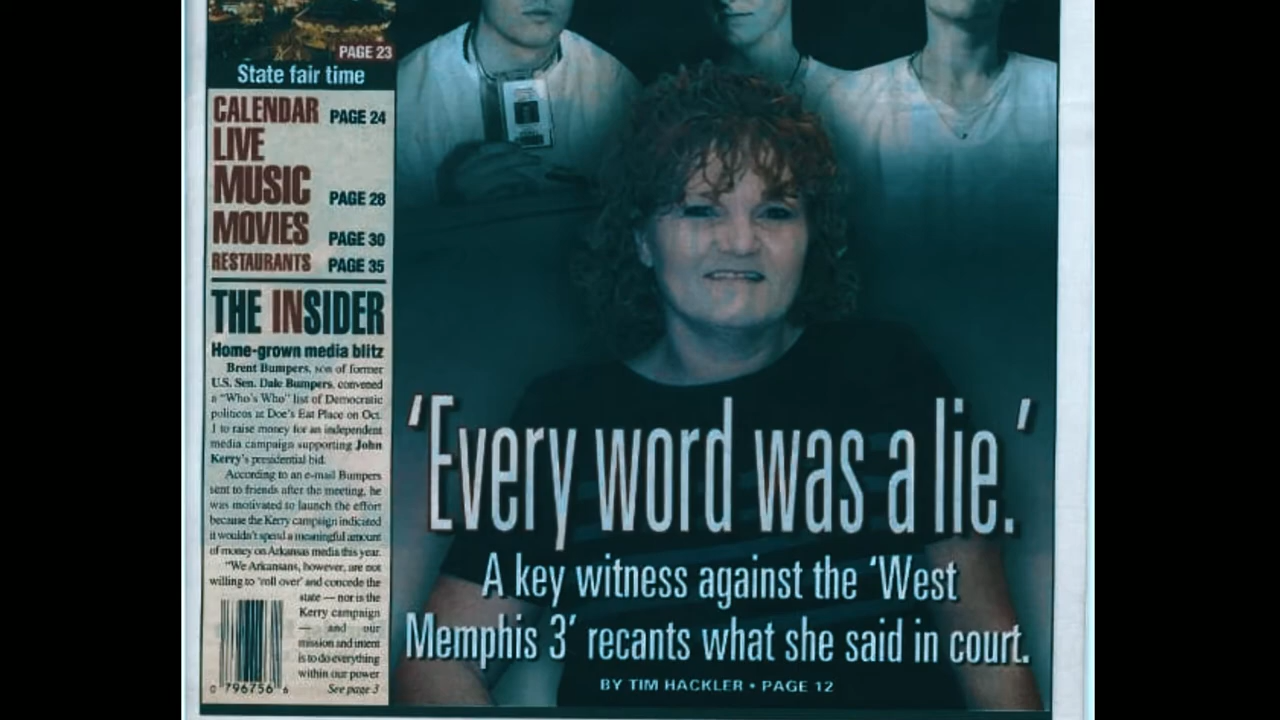 PAGE 23
State fair time
CALENDAR PAGE 24
LIVE
MUSIC PAGE 28
MOVIES PAGE 30
RESTAURANTS PAGE 35
THE INSIDER
Home-grown media blitz
Brent Bumpers, son of former
U.S. Sen. Dale Bumpers, convened
a "Who's Who" list of Democratic
politicos at Doe's Eat Place on Oct.
1 to raise money for an independent
media campaign supporting John
Kerry's presidential bid.
According to an e-mail Bumpers
sent to friends after the meeting, he
was motivated to launch the effort
because the Kerry campaign indicated
it wouldn't spend a meaningful amount
of money on Arkansas media this year.
"We Arkansans, however, are not
willing to 'roll over' and concede the
state — nor is the
Kerry campaign
— and our
mission and intent
is to do everything
within our power
See page 3
0 796756 6
'Every word was a lie.'
A key witness against the 'West
Memphis 3' recants what she said in court.
BY TIM HACKLER • PAGE 12